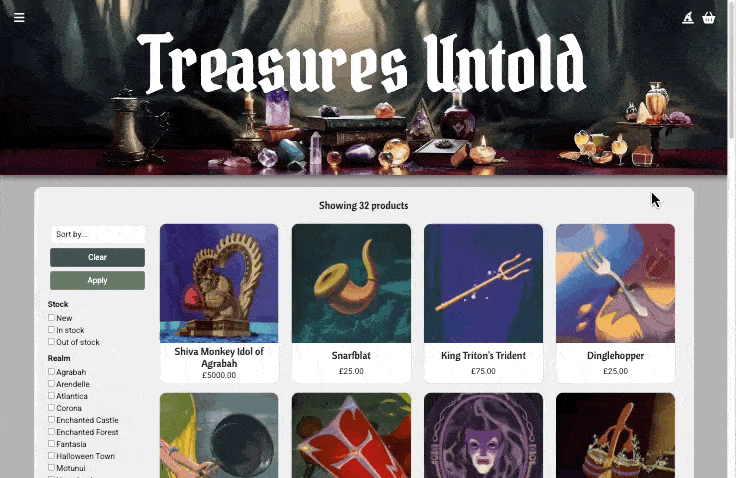 Treasures Untold
Showing 32 products
Sort by...
Clear
Apply
Stock
New
In stock
Out of stock
Realm
Agrabah
Arendelle
Atlantica
Corona
Enchanted Castle
Enchanted Forest
Fantasia
Halloween Town
Motunui
Shiva Monkey Idol of
Agrabah
£5000.00
Snarfblat
£25.00
King Triton's Trident
£75.00
Dinglehopper
£25.00